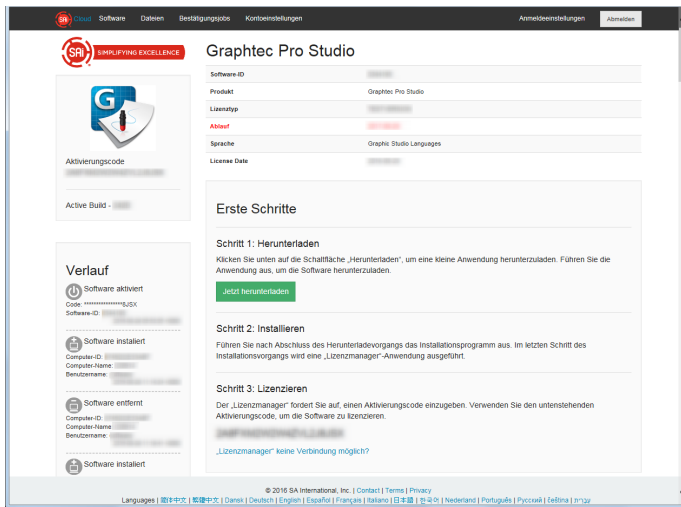 SAi Cloud Software Dateien Bestätigungsjobs Kontoeinstellungen Anmeldeeinstellungen Abmelden
SAi SIMPLIFYING EXCELLENCE
G
Aktivierungscode
Active Build -
Verlauf
Software aktiviert
Code: ****************8JSX
Software-ID:
Software instaliert
Computer-ID:
Computer-Name:
Benutzername:
Software entfernt
Computer-ID:
Computer-Name:
Benutzername:
Software instaliert
Graphtec Pro Studio
Software-ID
Produkt Graphtec Pro Studio
Lizenztyp
Ablauf
Sprache Graphic Studio Languages
License Date
Erste Schritte
Schritt 1: Herunterladen
Klicken Sie unten auf die Schaltfläche „Herunterladen“, um eine kleine Anwendung herunterzuladen. Führen Sie die
Anwendung aus, um die Software herunterzuladen.
Jetzt herunterladen
Schritt 2: Installieren
Führen Sie nach Abschluss des Herunterladevorgangs das Installationsprogramm aus. Im letzten Schritt des
Installationsvorgangs wird eine „Lizenzmanager“-Anwendung ausgeführt.
Schritt 3: Lizenzieren
Der „Lizenzmanager“ fordert Sie auf, einen Aktivierungscode einzugeben. Verwenden Sie den untenstehenden
Aktivierungscode, um die Software zu lizenzieren.
„Lizenzmanager“ keine Verbindung möglich?
© 2016 SA International, Inc. | Contact | Terms | Privacy
Languages | 简体中文 | 繁體中文 | Dansk | Deutsch | English | Español | Français | Italiano | 日本語 | 한국어 | Nederland | Português | Русский | čeština | עברית